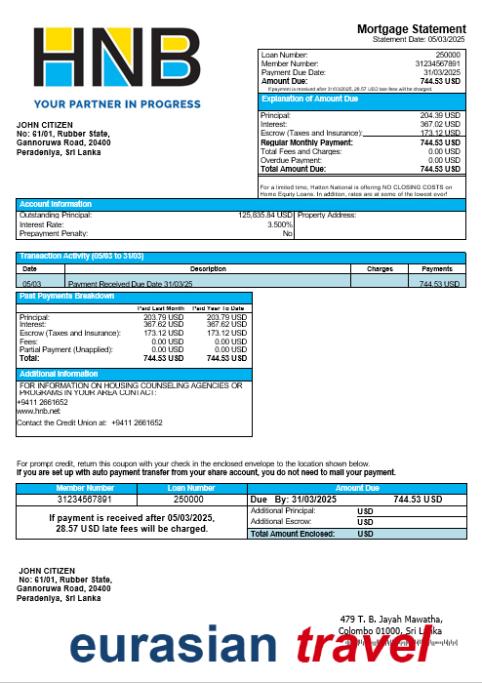 HNB
YOUR PARTNER IN PROGRESS
Mortgage Statement
Statement Date: 05/03/2025
Loan Number: 250000
Member Number: 31234567891
Payment Due Date: 31/03/2025
Amount Due: 744.53 USD
If payment is received after 31/03/2025, 28.57 USD late fees will be charged.
Explanation of Amount Due
Principal: 204.39 USD
Interest: 367.02 USD
Escrow (Taxes and Insurance): 173.12 USD
Regular Monthly Payment: 744.53 USD
Total Fees and Charges: 0.00 USD
Overdue Payment: 0.00 USD
Total Amount Due: 744.53 USD
For a limited time, Hatton National is offering NO CLOSING COSTS on
Home Equity Loans. In addition, rates are at some of the lowest ever!
JOHN CITIZEN
No: 61/01, Rubber State,
Gannoruwa Road, 20400
Peradeniya, Sri Lanka
Account Information
Outstanding Principal: 125,835.84 USD Property Address:
Interest Rate: 3.500%
Prepayment Penalty: No
Transaction Activity (05/03 to 31/03)
Date Description Charges Payments
05/03 Payment Received Due Date 31/03/25 744.53 USD
Past Payments Breakdown
Paid Last Month Paid Year To Date
Principal: 203.79 USD 203.79 USD
Interest: 367.62 USD 367.62 USD
Escrow (Taxes and Insurance): 173.12 USD 173.12 USD
Fees: 0.00 USD 0.00 USD
Partial Payment (Unapplied): 0.00 USD 0.00 USD
Total: 744.53 USD 744.53 USD
Additional Information
FOR INFORMATION ON HOUSING COUNSELING AGENCIES OR
PROGRAMS IN YOUR AREA CONTACT:
+9411 2661652
www.hnb.net
Contact the Credit Union at: +9411 2661652
For prompt credit, return this coupon with your check in the enclosed envelope to the location shown below.
If you are set up with auto payment transfer from your share account, you do not need to mail your payment.
Member Number Loan Number Amount Due
31234567891 250000 Due By: 31/03/2025 744.53 USD
If payment is received after 05/03/2025,
28.57 USD late fees will be charged.
Additional Principal: USD
Additional Escrow: USD
Total Amount Enclosed: USD
JOHN CITIZEN
No: 61/01, Rubber State,
Gannoruwa Road, 20400
Peradeniya, Sri Lanka
479 T. B. Jayah Mawatha,
Colombo 01000, Sri Lanka
eurasian travel